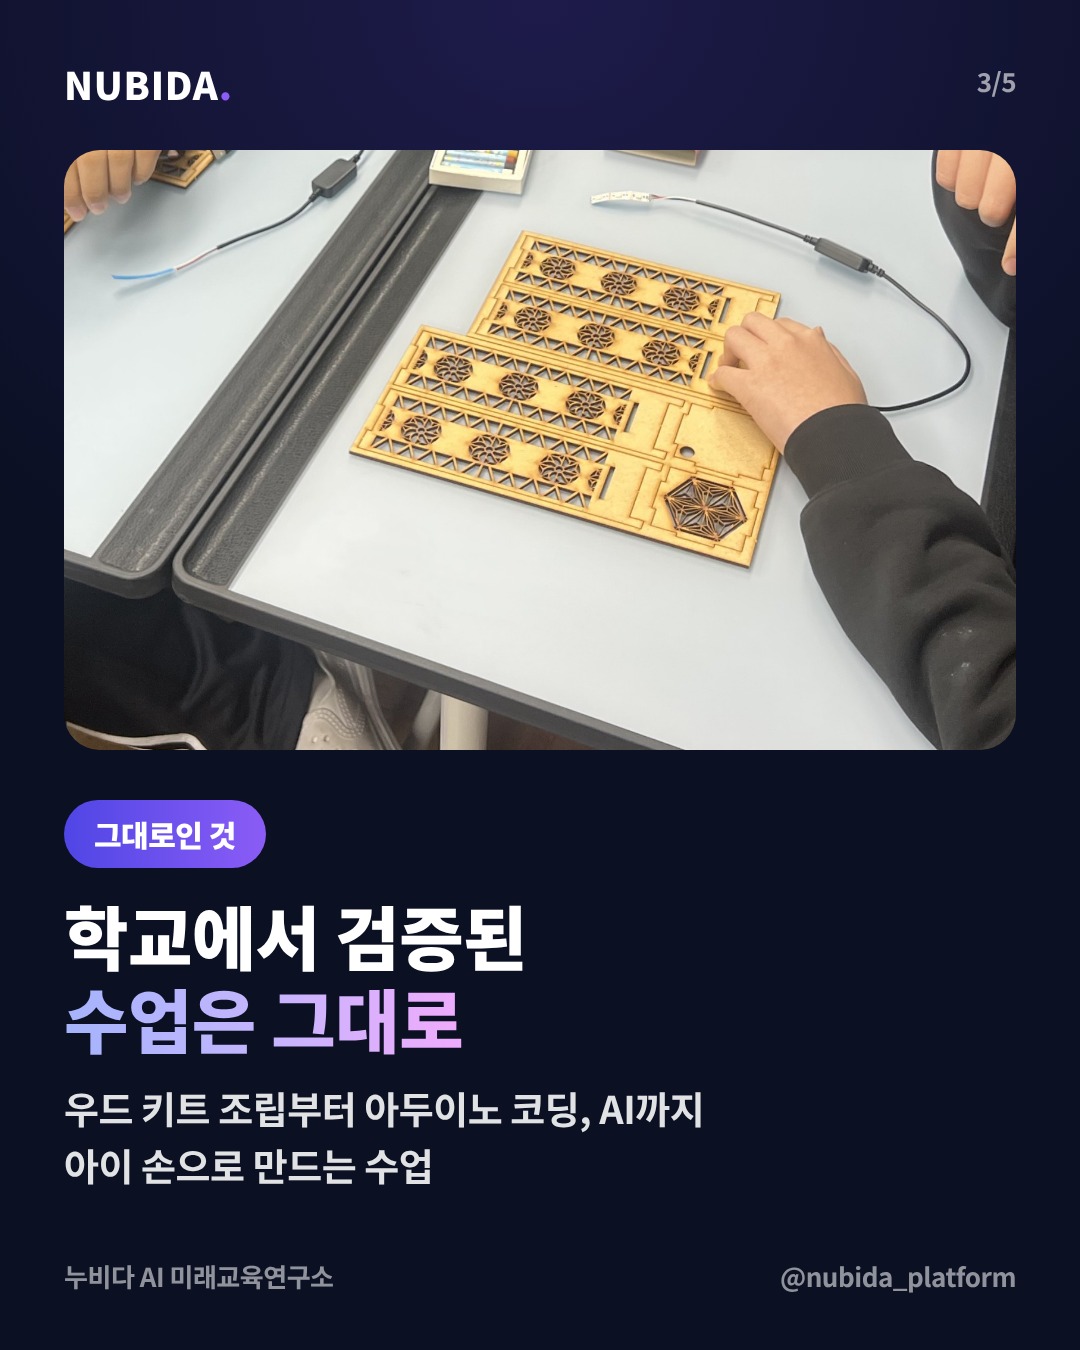 NUBIDA.
3/5
그대로인 것
학교에서 검증된
수업은 그대로
우드 키트 조립부터 아두이노 코딩, AI까지
아이 손으로 만드는 수업
누비다 AI 미래교육연구소
@nubida_platform